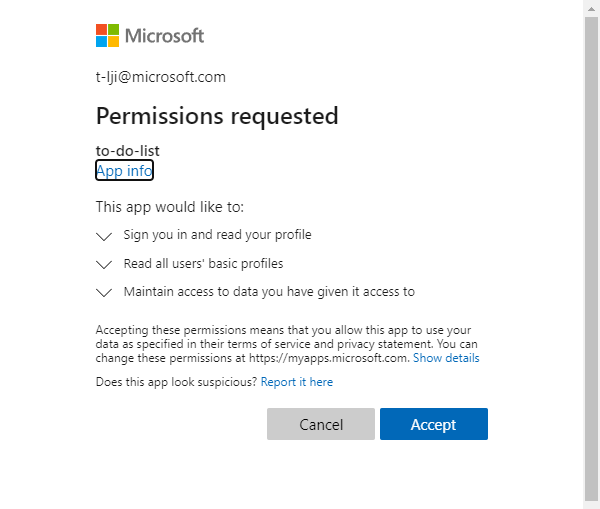 Microsoft
t-lji@microsoft.com
Permissions requested
to-do-list
App info
This app would like to:
Sign you in and read your profile
Read all users' basic profiles
Maintain access to data you have given it access to
Accepting these permissions means that you allow this app to use your
data as specified in their terms of service and privacy statement. You can
change these permissions at https://myapps.microsoft.com. Show details
Does this app look suspicious? Report it here
Cancel
Accept